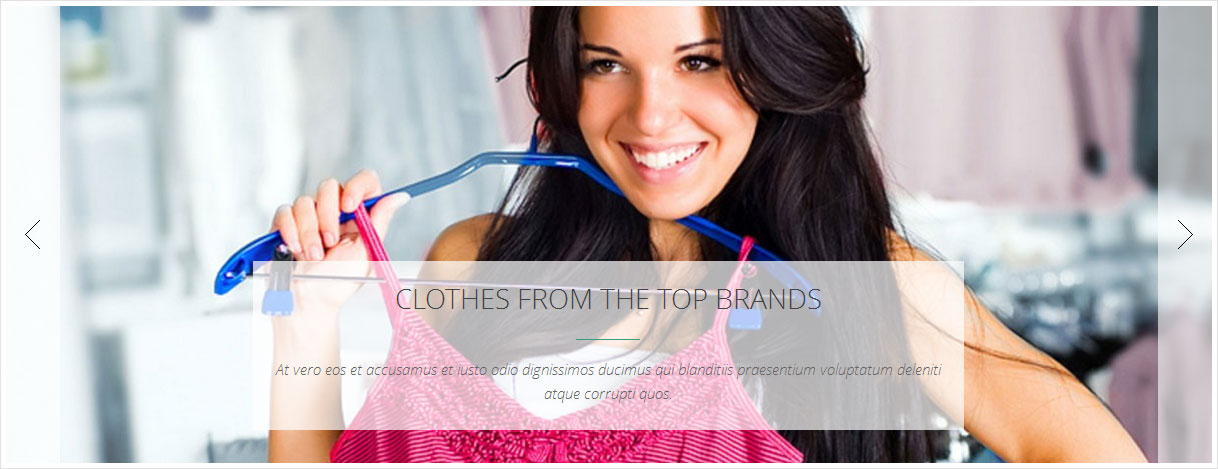 CLOTHES FROM THE TOP BRANDS
At vero eos et accusamus et iusto odio dignissimos ducimus qui blanditiis praesentium voluptatum deleniti
atque corrupti quos.